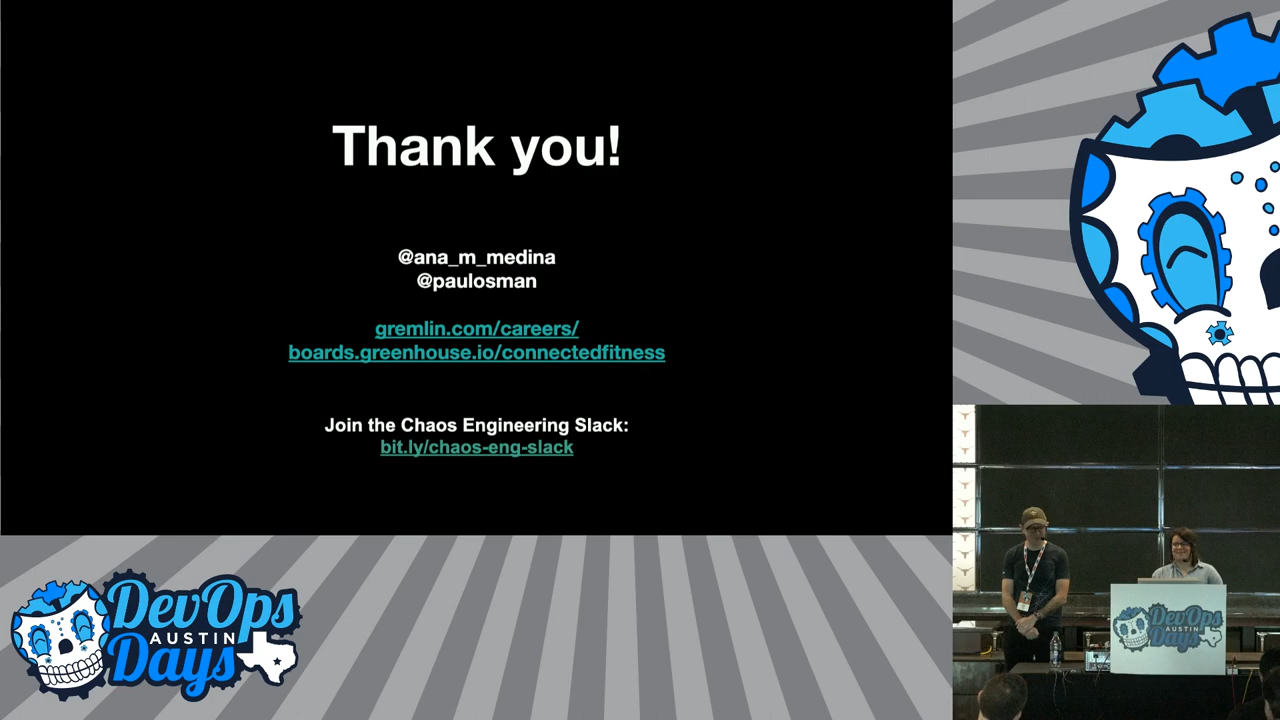 Thank you!
@ana_m_medina
@paulosman
gremlin.com/careers/
boards.greenhouse.io/connectedfitness
Join the Chaos Engineering Slack:
bit.ly/chaos-eng-slack
DevOps
AUSTIN
Days
DevOps
AUSTIN
Days